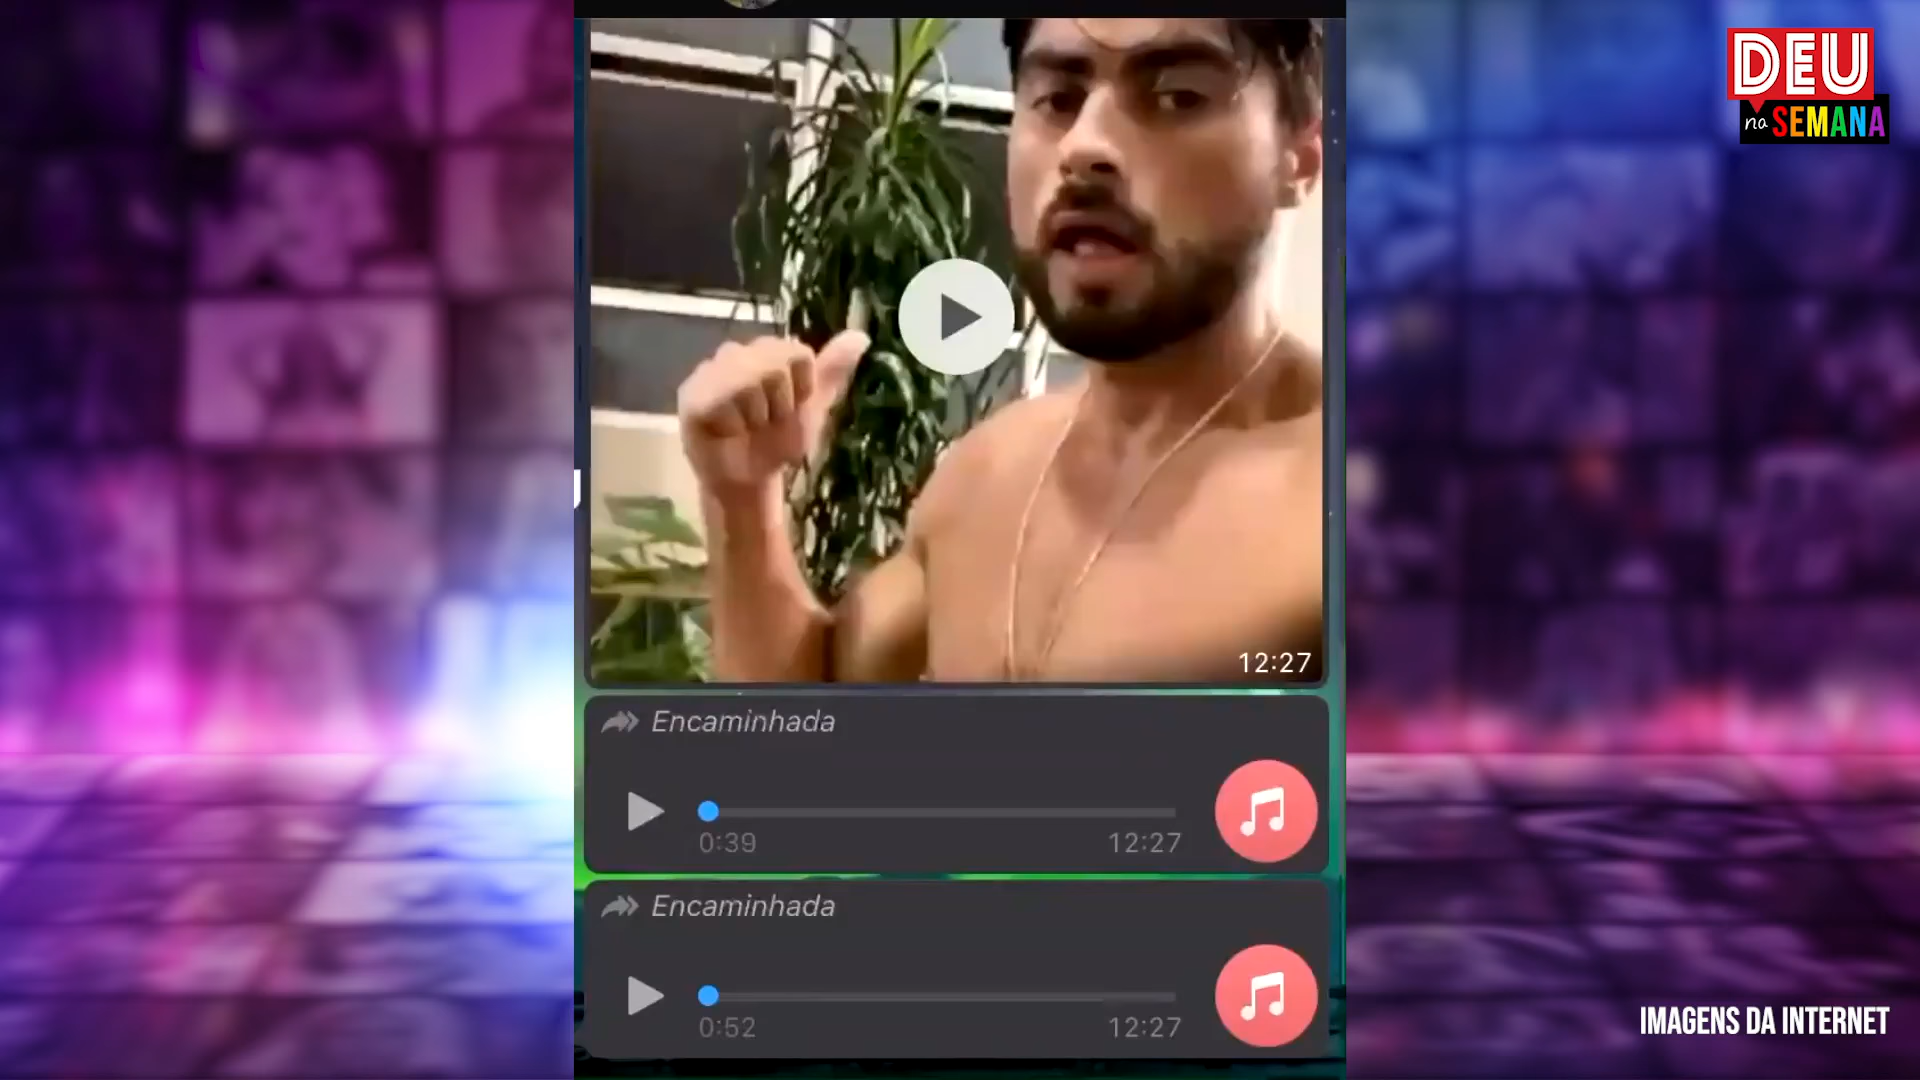 DEU
na SEMANA
12:27
Encaminhada
0:39 12:27
Encaminhada
0:52 12:27
IMAGENS DA INTERNET